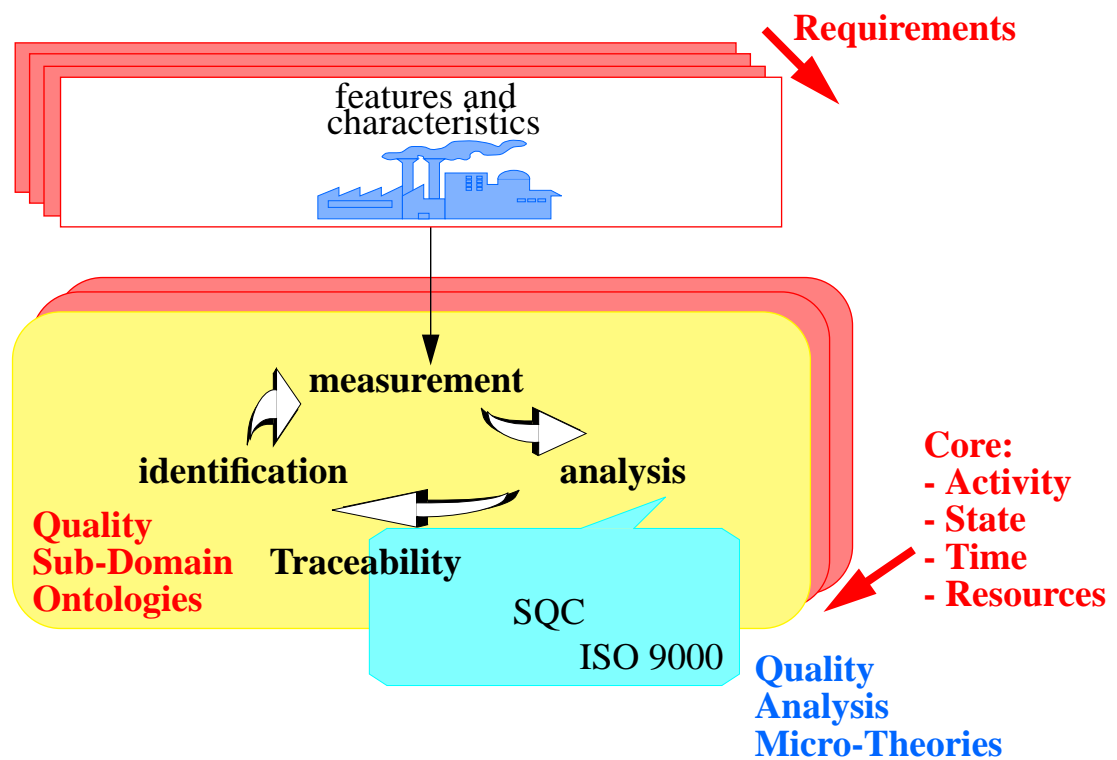 Requirements
features and
characteristics
measurement
identification
analysis
Core:
- Activity
- State
- Time
- Resources
Quality
Sub-Domain
Ontologies
Traceability
SQC
ISO 9000
Quality
Analysis
Micro-Theories